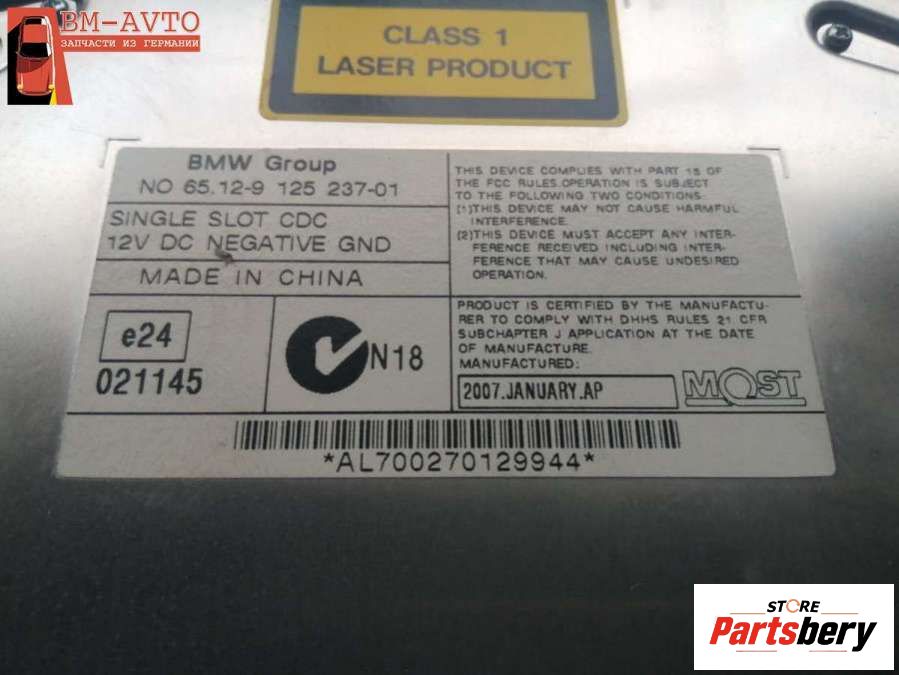 ВМ-АVТО
ЗАПЧАСТИ ИЗ ГЕРМАНИИ
CLASS 1
LASER PRODUCT
BMW Group
NO 65.12-9 125 237-01
SINGLE SLOT CDC
12V DC NEGATIVE GND
MADE IN CHINA
e24
021145
N18
THIS DEVICE COMPLIES WITH PART 15 OF
THE FCC RULES.OPERATION IS SUBJECT
TO THE FOLLOWING TWO CONDITIONS:
(1)THIS DEVICE MAY NOT CAUSE HARMFUL
INTERFERENCE.
(2)THIS DEVICE MUST ACCEPT ANY INTER-
FERENCE RECEIVED INCLUDING INTER-
FERENCE THAT MAY CAUSE UNDESIRED
OPERATION.
PRODUCT IS CERTIFIED BY THE MANUFACTU-
RER TO COMPLY WITH DHHS RULES 21 CFR
SUBCHAPTER J APPLICATION AT THE DATE
OF MANUFACTURE.
MANUFACTURED:
2007.JANUARY.AP
MOST
*AL700270129944*
STORE
Partsbery